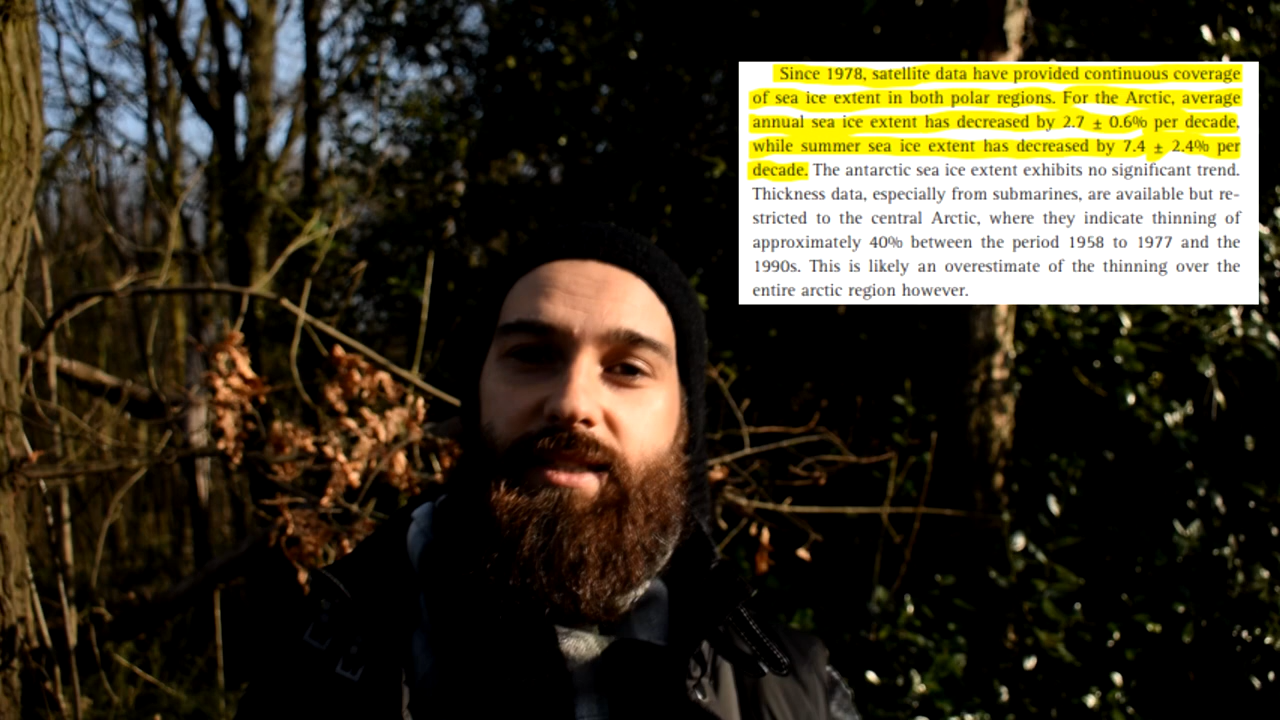 Since 1978, satellite data have provided continuous coverage
of sea ice extent in both polar regions. For the Arctic, average
annual sea ice extent has decreased by 2.7 ± 0.6% per decade,
while summer sea ice extent has decreased by 7.4 ± 2.4% per
decade. The antarctic sea ice extent exhibits no significant trend.
Thickness data, especially from submarines, are available but re-
stricted to the central Arctic, where they indicate thinning of
approximately 40% between the period 1958 to 1977 and the
1990s. This is likely an overestimate of the thinning over the
entire arctic region however.